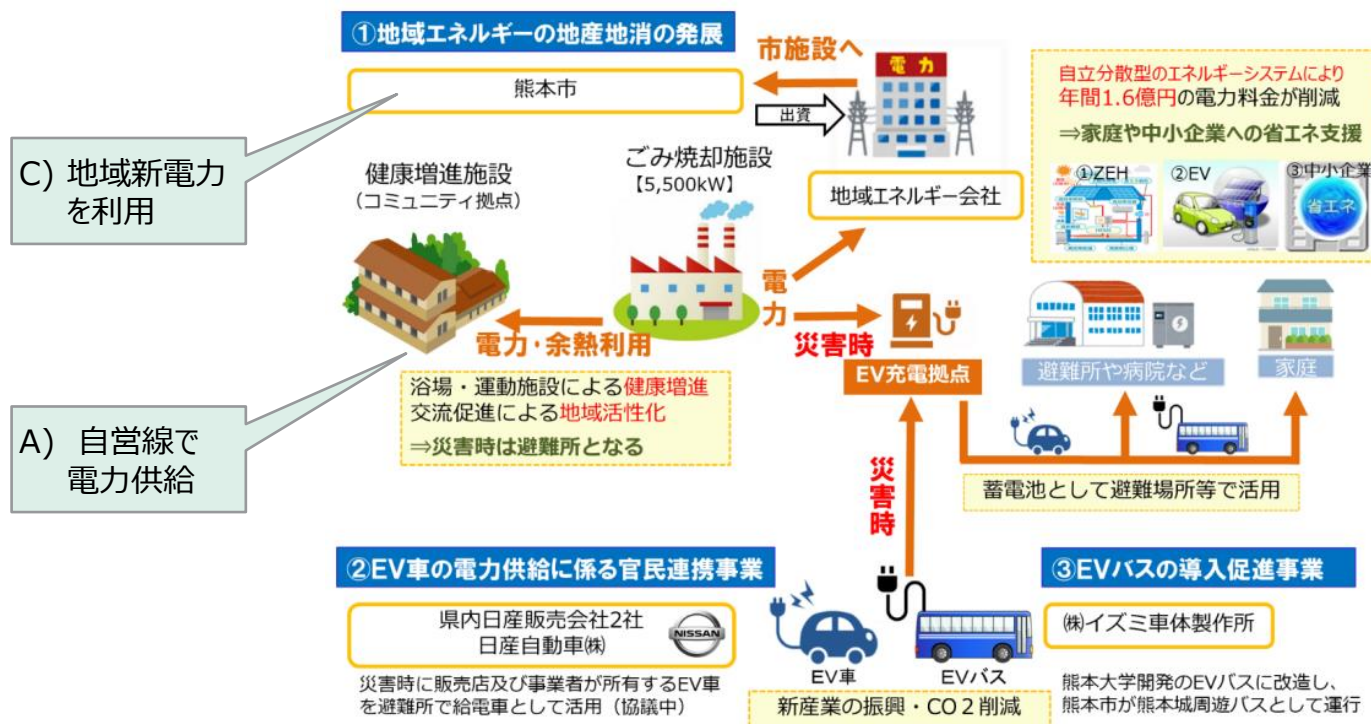 ①地域エネルギーの地産地消の発展
熊本市
市施設へ
出資
電力
地域エネルギー会社
自立分散型のエネルギーシステムにより
年間1.6億円の電力料金が削減
⇒家庭や中小企業への省エネ支援
①ZEH
②EV
③中小企業
省エネ
C) 地域新電力
を利用
健康増進施設
(コミュニティ拠点)
ごみ焼却施設
【5,500kW】
電力
電力・余熱利用
災害時
EV充電拠点
避難所や病院など
家庭
浴場・運動施設による健康増進
交流促進による地域活性化
⇒災害時は避難所となる
A) 自営線で
電力供給
災害時
蓄電池として避難場所等で活用
②EV車の電力供給に係る官民連携事業
県内日産販売会社2社
日産自動車㈱
NISSAN
災害時に販売店及び事業者が所有するEV車
を避難所で給電車として活用（協議中）
EV車
EVバス
新産業の振興・CO２削減
③EVバスの導入促進事業
㈱イズミ車体製作所
熊本大学開発のEVバスに改造し、
熊本市が熊本城周遊バスとして運行